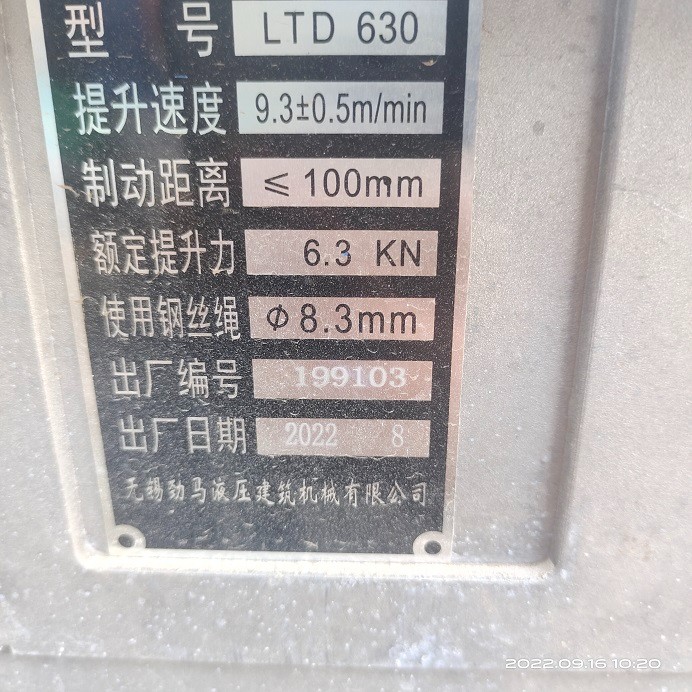 型 号 LTD 630
提升速度 9.3±0.5m/min
制动距离 ≤ 100mm
额定提升力 6.3 KN
使用钢丝绳 Φ 8.3mm
出厂编号 199103
出厂日期 2022 8
无锡劲马液压建筑机械有限公司
2022.09.16 10:20